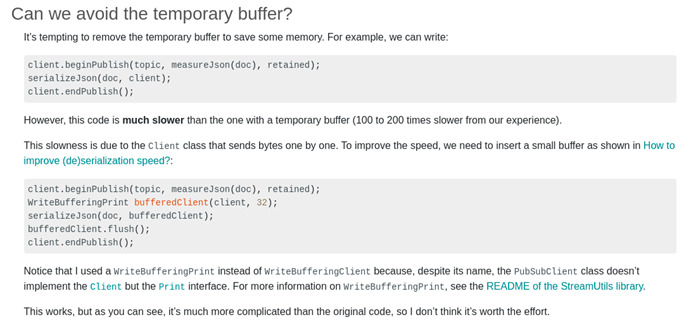 Can we avoid the temporary buffer?
It's tempting to remove the temporary buffer to save some memory. For example, we can write:
client.beginPublish(topic, measureJson(doc), retained);
serializeJson(doc, client);
client.endPublish();
However, this code is much slower than the one with a temporary buffer (100 to 200 times slower from our experience).
This slowness is due to the Client class that sends bytes one by one. To improve the speed, we need to insert a small buffer as shown in How to
improve (de)serialization speed?:
client.beginPublish(topic, measureJson(doc), retained);
WriteBufferingPrint bufferedClient(client, 32);
serializeJson(doc, bufferedClient);
bufferedClient.flush();
client.endPublish();
Notice that I used a WriteBufferingPrint instead of WriteBufferingClient because, despite its name, the PubSubClient class doesn't
implement the Client but the Print interface. For more information on WriteBufferingPrint, see the README of the StreamUtils library.
This works, but as you can see, it's much more complicated than the original code, so I don't think it's worth the effort.